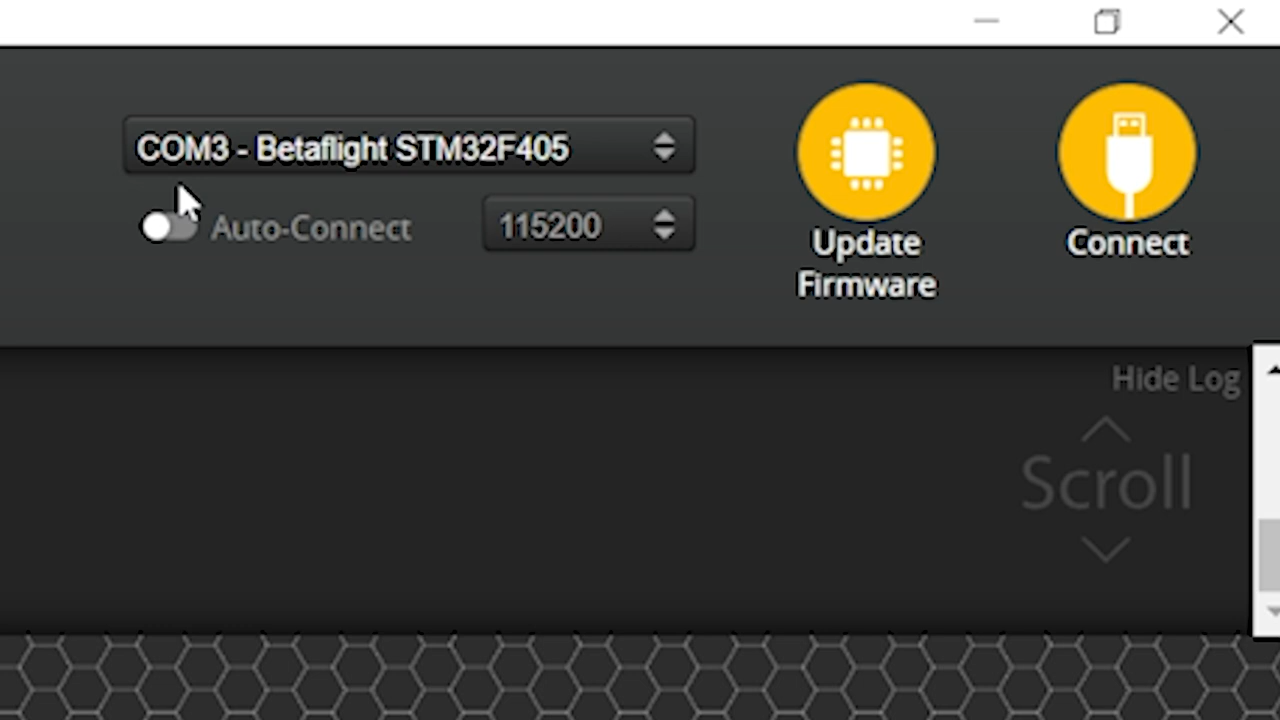 COM3 - Betaflight STM32F405
Auto-Connect
115200
Update
Firmware
Connect
Hide Log
Scroll